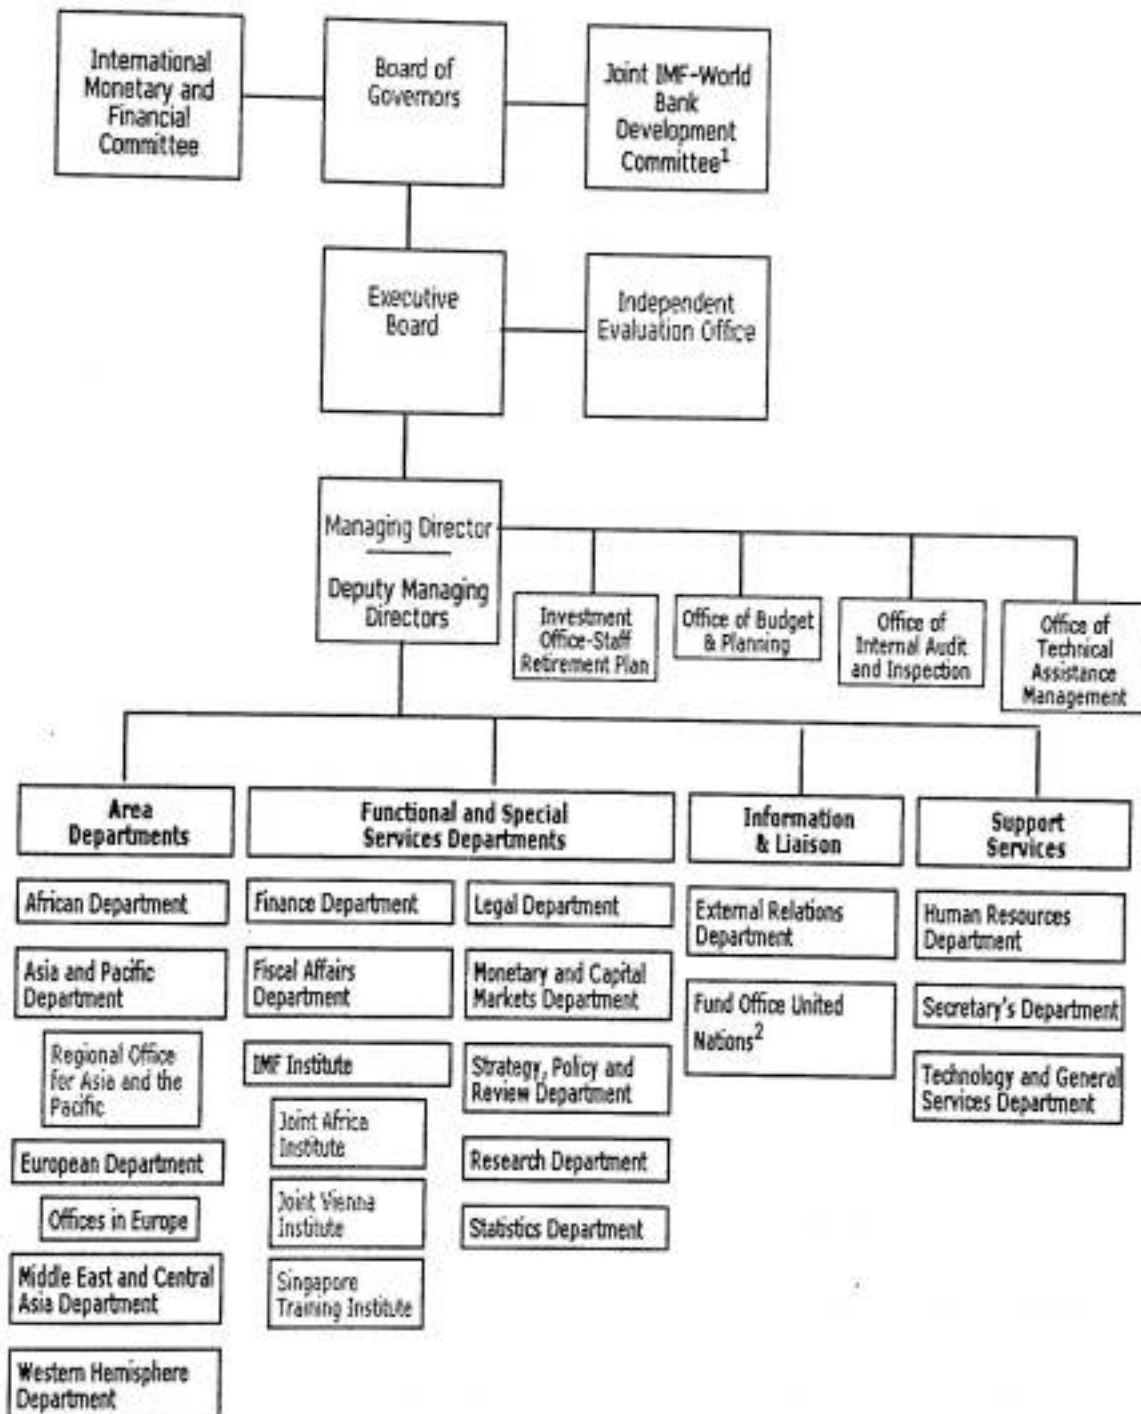 International
Monetary and
Financial
Committee
Board of
Governors
Joint IMF-World
Bank
Development
Committee¹
Executive
Board
Independent
Evaluation Office
Managing Director
Deputy Managing
Directors
Investment
Office-Staff
Retirement Plan
Office of Budget
& Planning
Office of
Internal Audit
and Inspection
Office of
Technical
Assistance
Management
Area
Departments
African Department
Asia and Pacific
Department
Regional Office
for Asia and the
Pacific
European Department
Offices in Europe
Middle East and Central
Asia Department
Western Hemisphere
Department
Functional and Special
Services Departments
Finance Department
Fiscal Affairs
Department
IMF Institute
Joint Africa
Institute
Joint Vienna
Institute
Singapore
Training Institute
Legal Department
Monetary and Capital
Markets Department
Strategy, Policy and
Review Department
Research Department
Statistics Department
Information
& Liaison
External Relations
Department
Fund Office United
Nations²
Support
Services
Human Resources
Department
Secretary's Department
Technology and General
Services Department